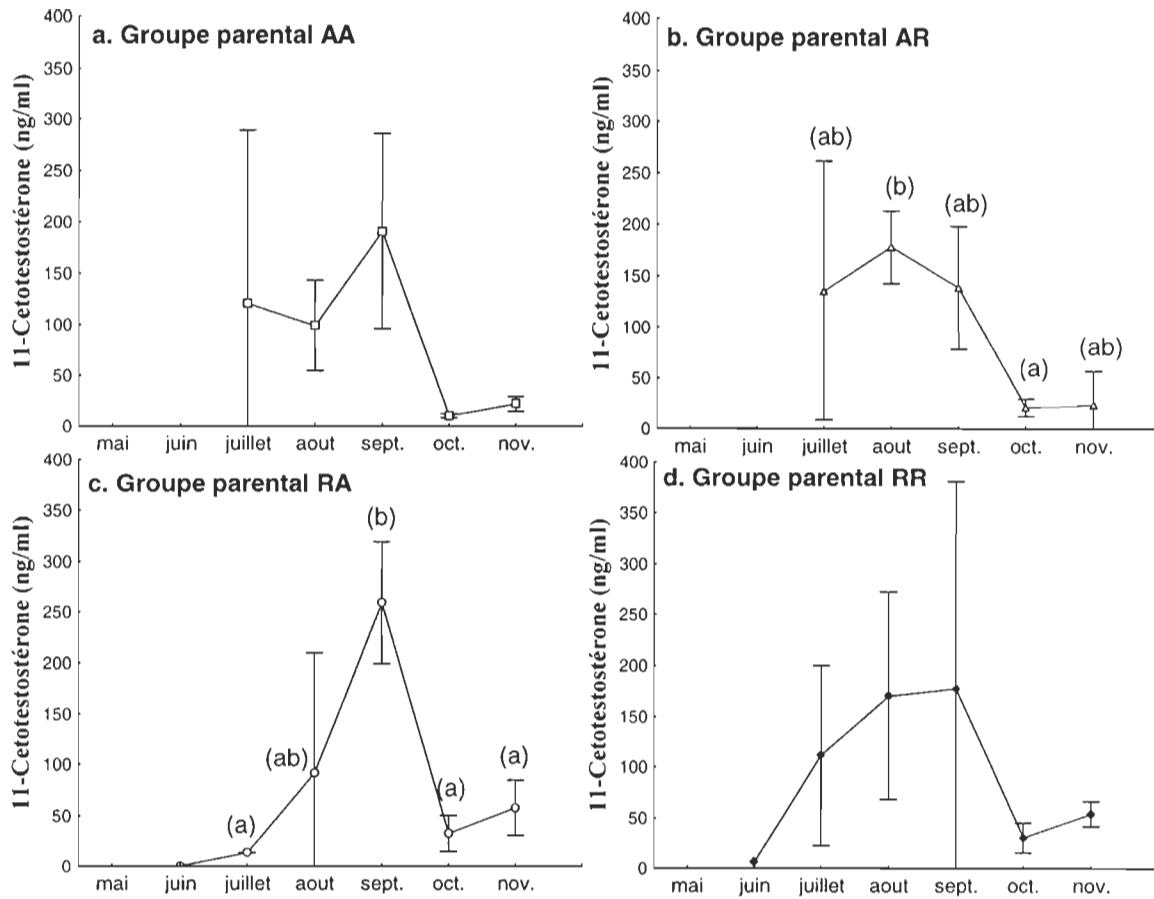 a. Groupe parental AA
11-Cetotestostérone (ng/ml)
400
350
300
250
200
150
100
50
0
mai juin juillet aout sept. oct. nov.
b. Groupe parental AR
11-Cetotestostérone (ng/ml)
400
350
300
250
200
150
100
50
0
(ab)
(b)
(ab)
(a)
(ab)
mai juin juillet aout sept. oct. nov.
c. Groupe parental RA
11-Cetotestostérone (ng/ml)
400
350
300
250
200
150
100
50
0
(a)
(ab)
(b)
(a)
(a)
mai juin juillet aout sept. oct. nov.
d. Groupe parental RR
11-Cetotestostérone (ng/ml)
400
350
300
250
200
150
100
50
0
mai juin juillet aout sept. oct. nov.